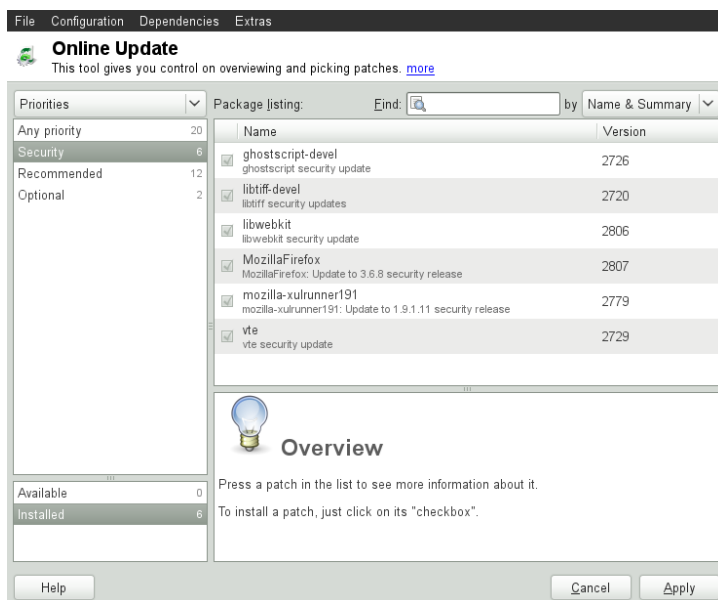 File Configuration Dependencies Extras
Online Update
This tool gives you control on overviewing and picking patches. more
Priorities
Any priority 20
Security 6
Recommended 12
Optional 2
Available 0
Installed 6
Package listing: Find: by Name & Summary
Name Version
ghostscript-devel 2726
ghostscript security update
libtiff-devel 2720
libtiff security updates
libwebkit 2806
libwebkit security update
MozillaFirefox 2807
MozillaFirefox: Update to 3.6.8 security release
mozilla-xulrunner191 2779
mozilla-xulrunner191: Update to 1.9.1.11 security release
vte 2729
vte security update
Overview
Press a patch in the list to see more information about it.
To install a patch, just click on its "checkbox".
Help Cancel Apply